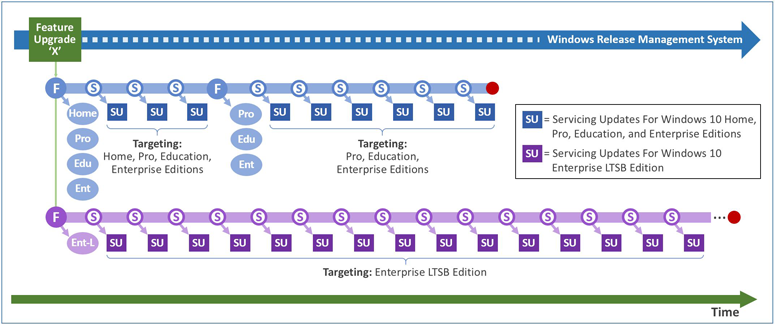 Feature
Upgrade
'X'
Windows Release Management System
F S S S F S S S S S S
Home SU SU SU Pro SU SU SU SU SU SU
Pro
Edu
Ent
Edu
Ent
Targeting:
Home, Pro, Education,
Enterprise Editions
Targeting:
Pro, Education,
Enterprise Editions
SU = Servicing Updates For Windows 10 Home,
Pro, Education, and Enterprise Editions
SU = Servicing Updates For Windows 10
Enterprise LTSB Edition
F S S S S S S S S S S S S S S S
Ent-L SU SU SU SU SU SU SU SU SU SU SU SU SU SU SU
Targeting: Enterprise LTSB Edition
Time